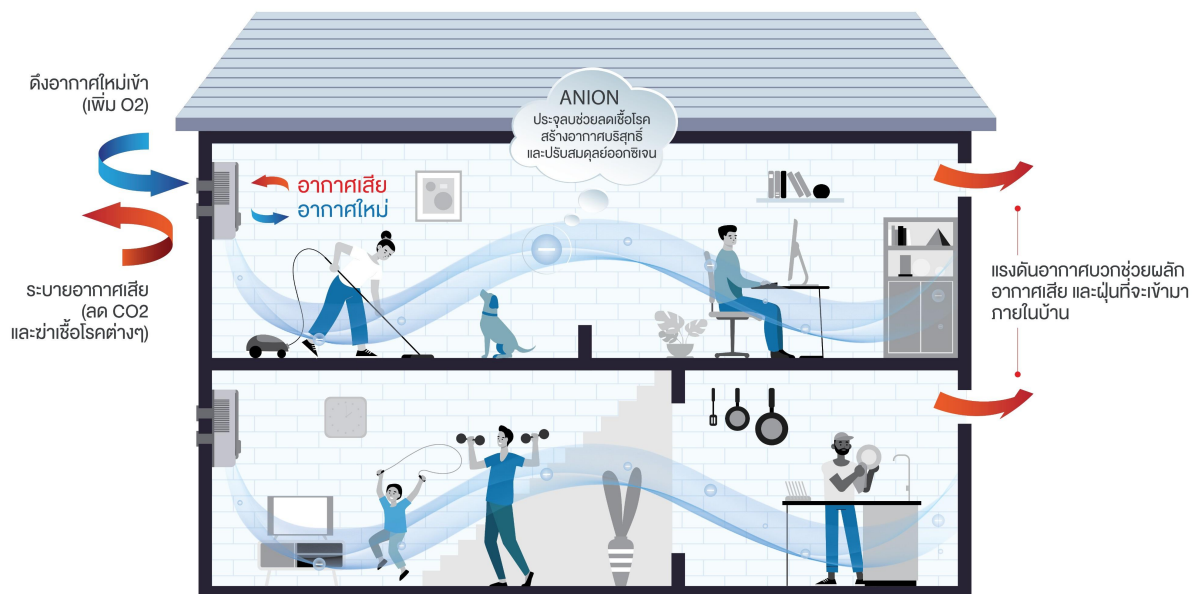 ดึงอากาศใหม่เข้า
(เพิ่ม O2)
ระบายอากาศเสีย
(ลด CO2
และฆ่าเชื้อโรคต่างๆ)
อากาศเสีย
อากาศใหม่
ANION
ประจุลบช่วยลดเชื้อโรค
สร้างอากาศบริสุทธิ์
และปรับสมดุลย์ออกซิเจน
แรงดันอากาศบวกช่วยผลัก
อากาศเสีย และฝุ่นที่จะเข้ามา
ภายในบ้าน